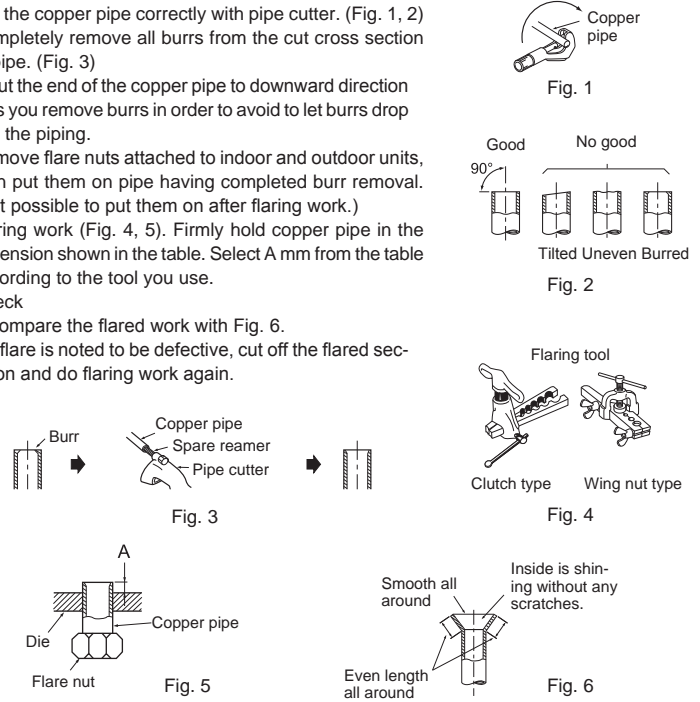 the copper pipe correctly with pipe cutter. (Fig. 1, 2)
mpletely remove all burrs from the cut cross section
pipe. (Fig. 3)
ut the end of the copper pipe to downward direction
s you remove burrs in order to avoid to let burrs drop
the piping.
move flare nuts attached to indoor and outdoor units,
n put them on pipe having completed burr removal.
t possible to put them on after flaring work.)
ring work (Fig. 4, 5). Firmly hold copper pipe in the
ension shown in the table. Select A mm from the table
ording to the tool you use.
eck
ompare the flared work with Fig. 6.
flare is noted to be defective, cut off the flared sec-
on and do flaring work again.
Copper
pipe
Fig. 1
Good
No good
90°
Tilted Uneven Burred
Fig. 2
Flaring tool
Clutch type
Wing nut type
Fig. 4
Burr
Copper pipe
Spare reamer
Pipe cutter
Fig. 3
A
Die
Copper pipe
Flare nut
Fig. 5
Smooth all
around
Inside is shin-
ing without any
scratches.
Even length
all around
Fig. 6